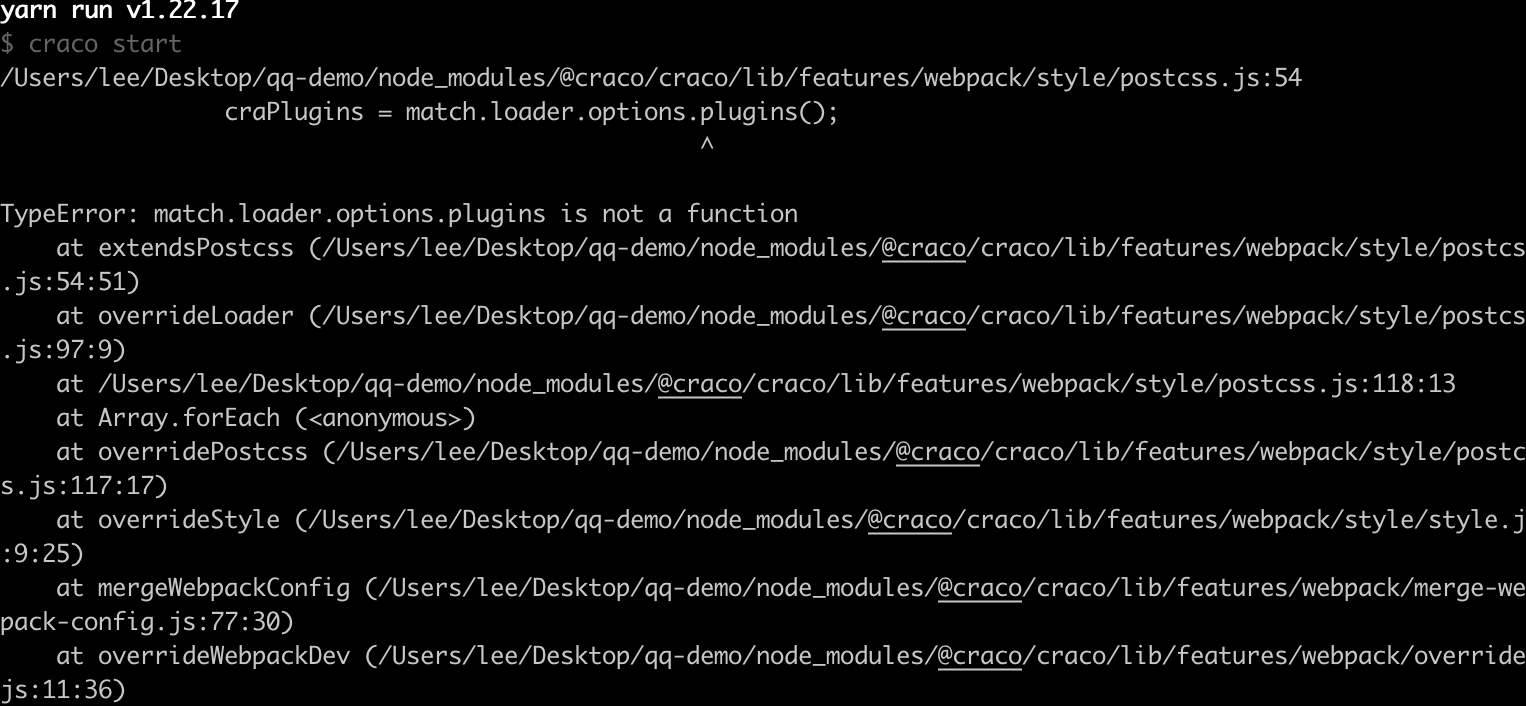 yarn run v1.22.17
$ craco start
/Users/lee/Desktop/qq-demo/node_modules/@craco/craco/lib/features/webpack/style/postcss.js:54
                craPlugins = match.loader.options.plugins();
                                                  ^

TypeError: match.loader.options.plugins is not a function
    at extendsPostcss (/Users/lee/Desktop/qq-demo/node_modules/@craco/craco/lib/features/webpack/style/postcs
.js:54:51)
    at overrideLoader (/Users/lee/Desktop/qq-demo/node_modules/@craco/craco/lib/features/webpack/style/postcs
.js:97:9)
    at /Users/lee/Desktop/qq-demo/node_modules/@craco/craco/lib/features/webpack/style/postcss.js:118:13
    at Array.forEach (<anonymous>)
    at overridePostcss (/Users/lee/Desktop/qq-demo/node_modules/@craco/craco/lib/features/webpack/style/postc
s.js:117:17)
    at overrideStyle (/Users/lee/Desktop/qq-demo/node_modules/@craco/craco/lib/features/webpack/style/style.j
:9:25)
    at mergeWebpackConfig (/Users/lee/Desktop/qq-demo/node_modules/@craco/craco/lib/features/webpack/merge-we
pack-config.js:77:30)
    at overrideWebpackDev (/Users/lee/Desktop/qq-demo/node_modules/@craco/craco/lib/features/webpack/override
js:11:36)